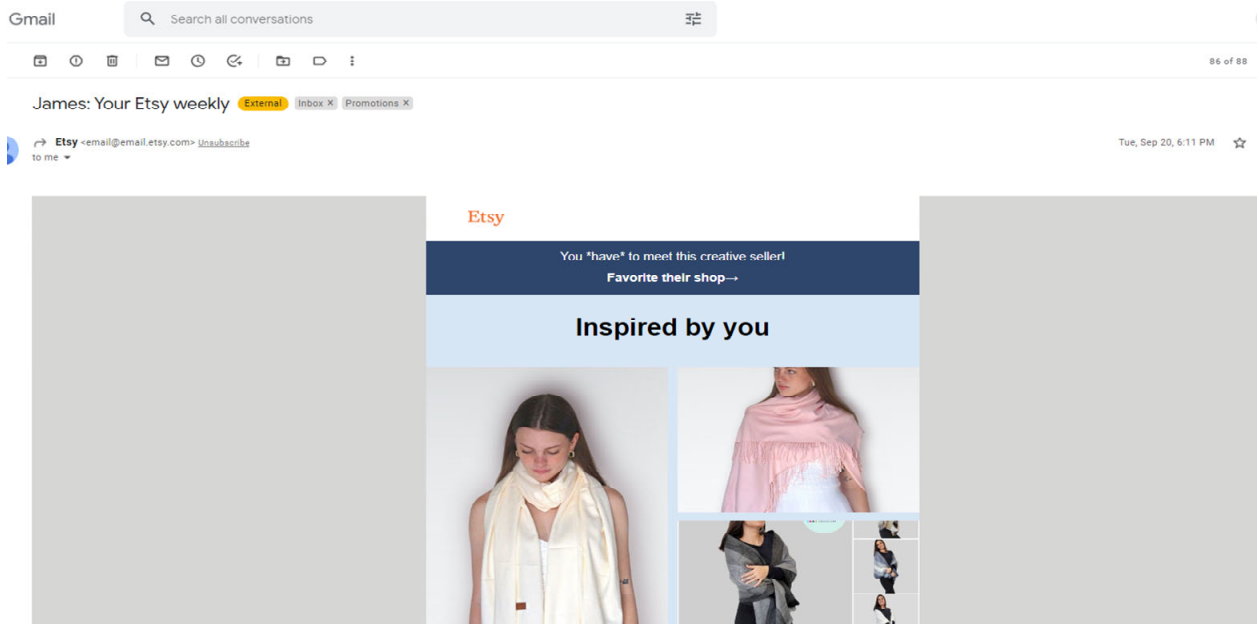 Gmail
Search all conversations
86 of 88
James: Your Etsy weekly External Inbox X Promotions X
Etsy <email@email.etsy.com> Unsubscribe
Tue, Sep 20, 6:11 PM
to me
Etsy
You *have* to meet this creative seller!
Favorite their shop→
Inspired by you